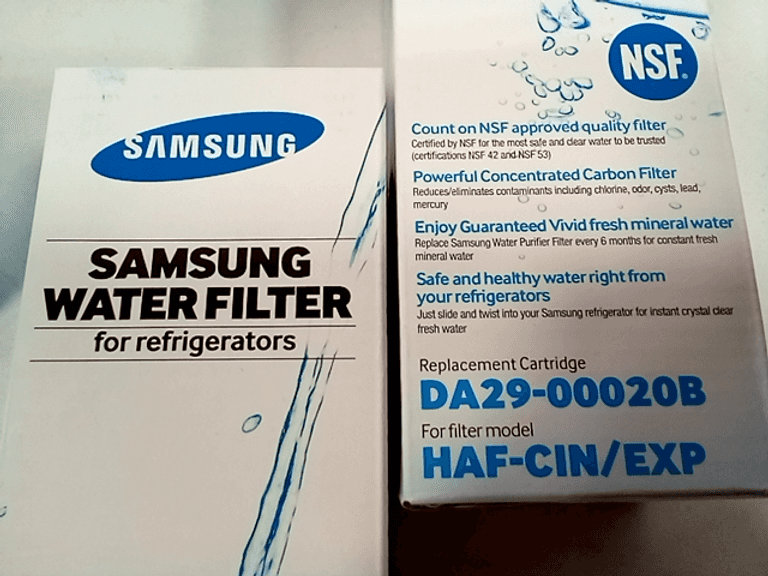 SAMSUNG
SAMSUNG
WATER FILTER
for refrigerators
NSF®
Count on NSF approved quality filter
Certified by NSF for the most safe and clear water to be trusted
(certifications NSF 42 and NSF 53)
Powerful Concentrated Carbon Filter
Reduces/eliminates contaminants including chlorine, odor, cysts, lead,
mercury
Enjoy Guaranteed Vivid fresh mineral water
Replace Samsung Water Purifier Filter every 6 months for constant fresh
mineral water
Safe and healthy water right from
your refrigerators
Just slide and twist into your Samsung refrigerator for instant crystal clear
fresh water
Replacement Cartridge
DA29-00020B
For filter model
HAF-CIN/EXP